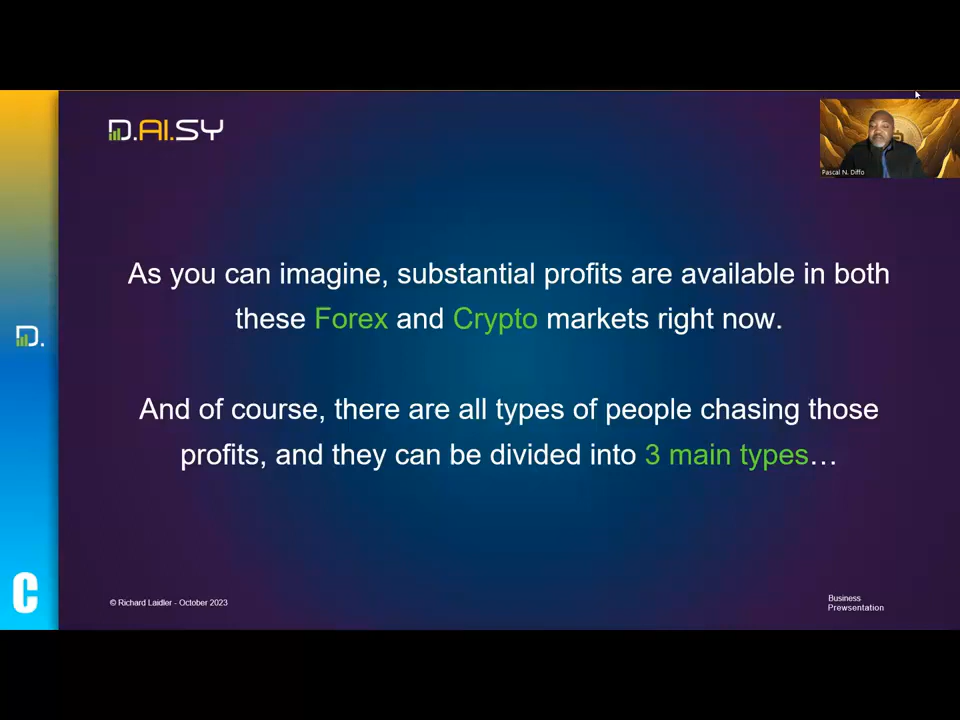 D.AI.SY
Pascal N. Diffo
As you can imagine, substantial profits are available in both
these Forex and Crypto markets right now.
D.
And of course, there are all types of people chasing those
profits, and they can be divided into 3 main types…
C
© Richard Laidler - October 2023
Business
Prewsentation